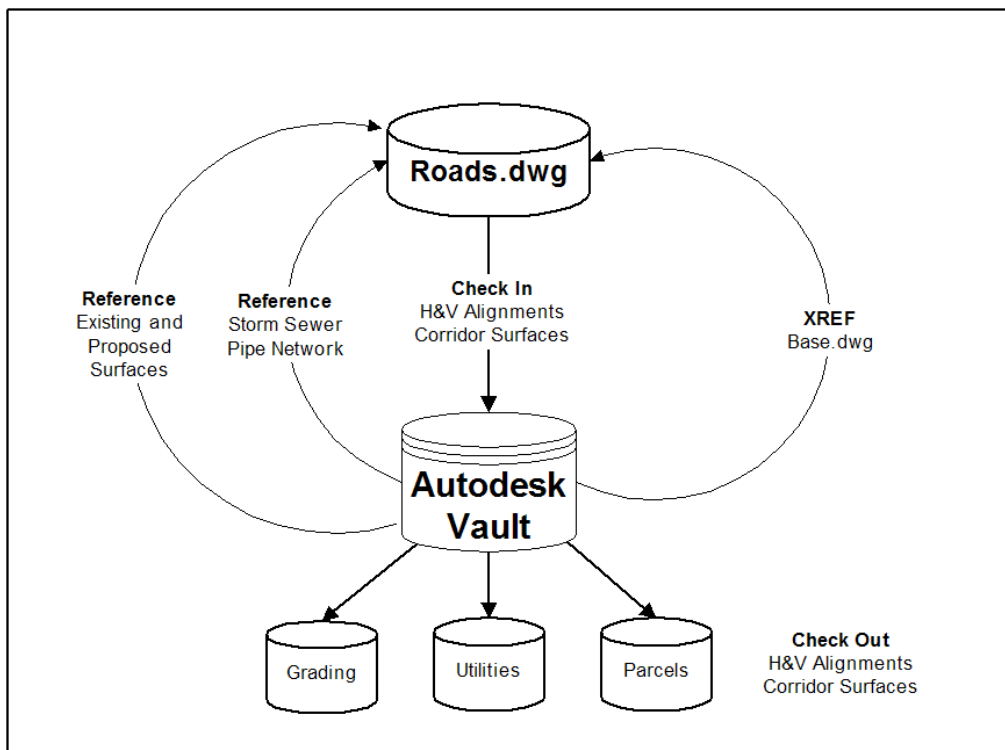 Roads.dwg
Reference
Existing and
Proposed
Surfaces
Reference
Storm Sewer
Pipe Network
Check In
H&V Alignments
Corridor Surfaces
XREF
Base.dwg
Autodesk
Vault
Grading
Utilities
Parcels
Check Out
H&V Alignments
Corridor Surfaces